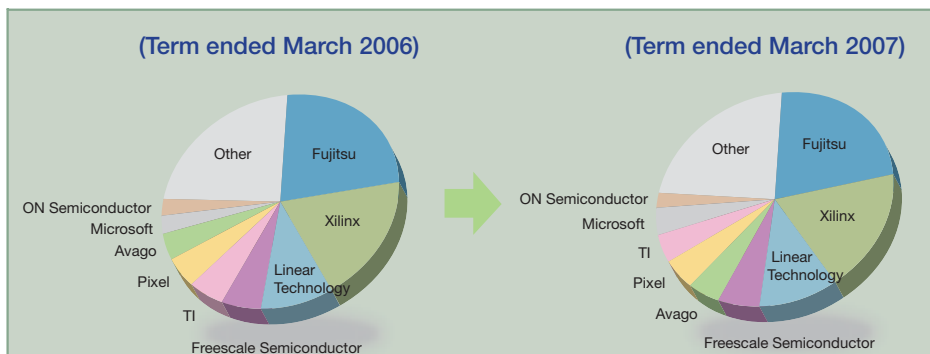 (Term ended March 2006)
Other
Fujitsu
ON Semiconductor
Microsoft
Xilinx
Avago
Linear
Technology
Pixel
TI
Freescale Semiconductor
(Term ended March 2007)
Other
Fujitsu
ON Semiconductor
Microsoft
Xilinx
TI
Linear
Technology
Pixel
Avago
Freescale Semiconductor